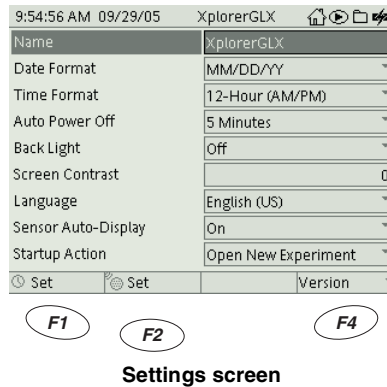 9:54:56 AM 09/29/05 XplorerGLX
Name XplorerGLX
Date Format MM/DD/YY
Time Format 12-Hour (AM/PM)
Auto Power Off 5 Minutes
Back Light Off
Screen Contrast 0
Language English (US)
Sensor Auto-Display On
Startup Action Open New Experiment
Set Set Version
F1 F2 F4
Settings screen